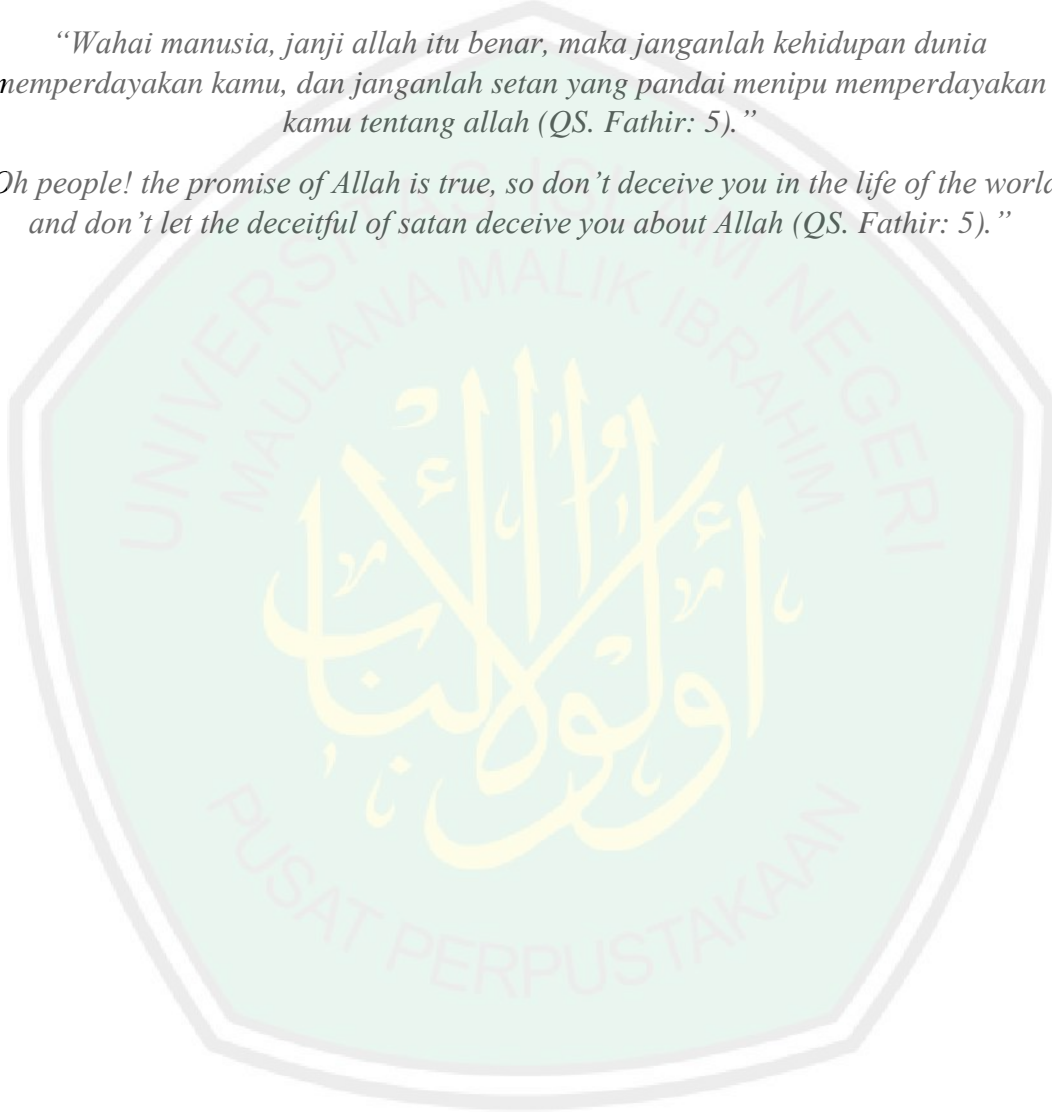 “Wahai manusia, janji allah itu benar, maka janganlah kehidupan dunia
memperdayakan kamu, dan janganlah setan yang pandai menipu memperdayakan
kamu tentang allah (QS. Fathir: 5).”
Oh people! the promise of Allah is true, so don’t deceive you in the life of the world
and don’t let the deceitful of satan deceive you about Allah (QS. Fathir: 5).”
UNIVERSITAS ISLAM NEGERI
MAULANA MALIK IBRAHIM
أولوا الألباب
PUSAT PERPUSTAKAAN